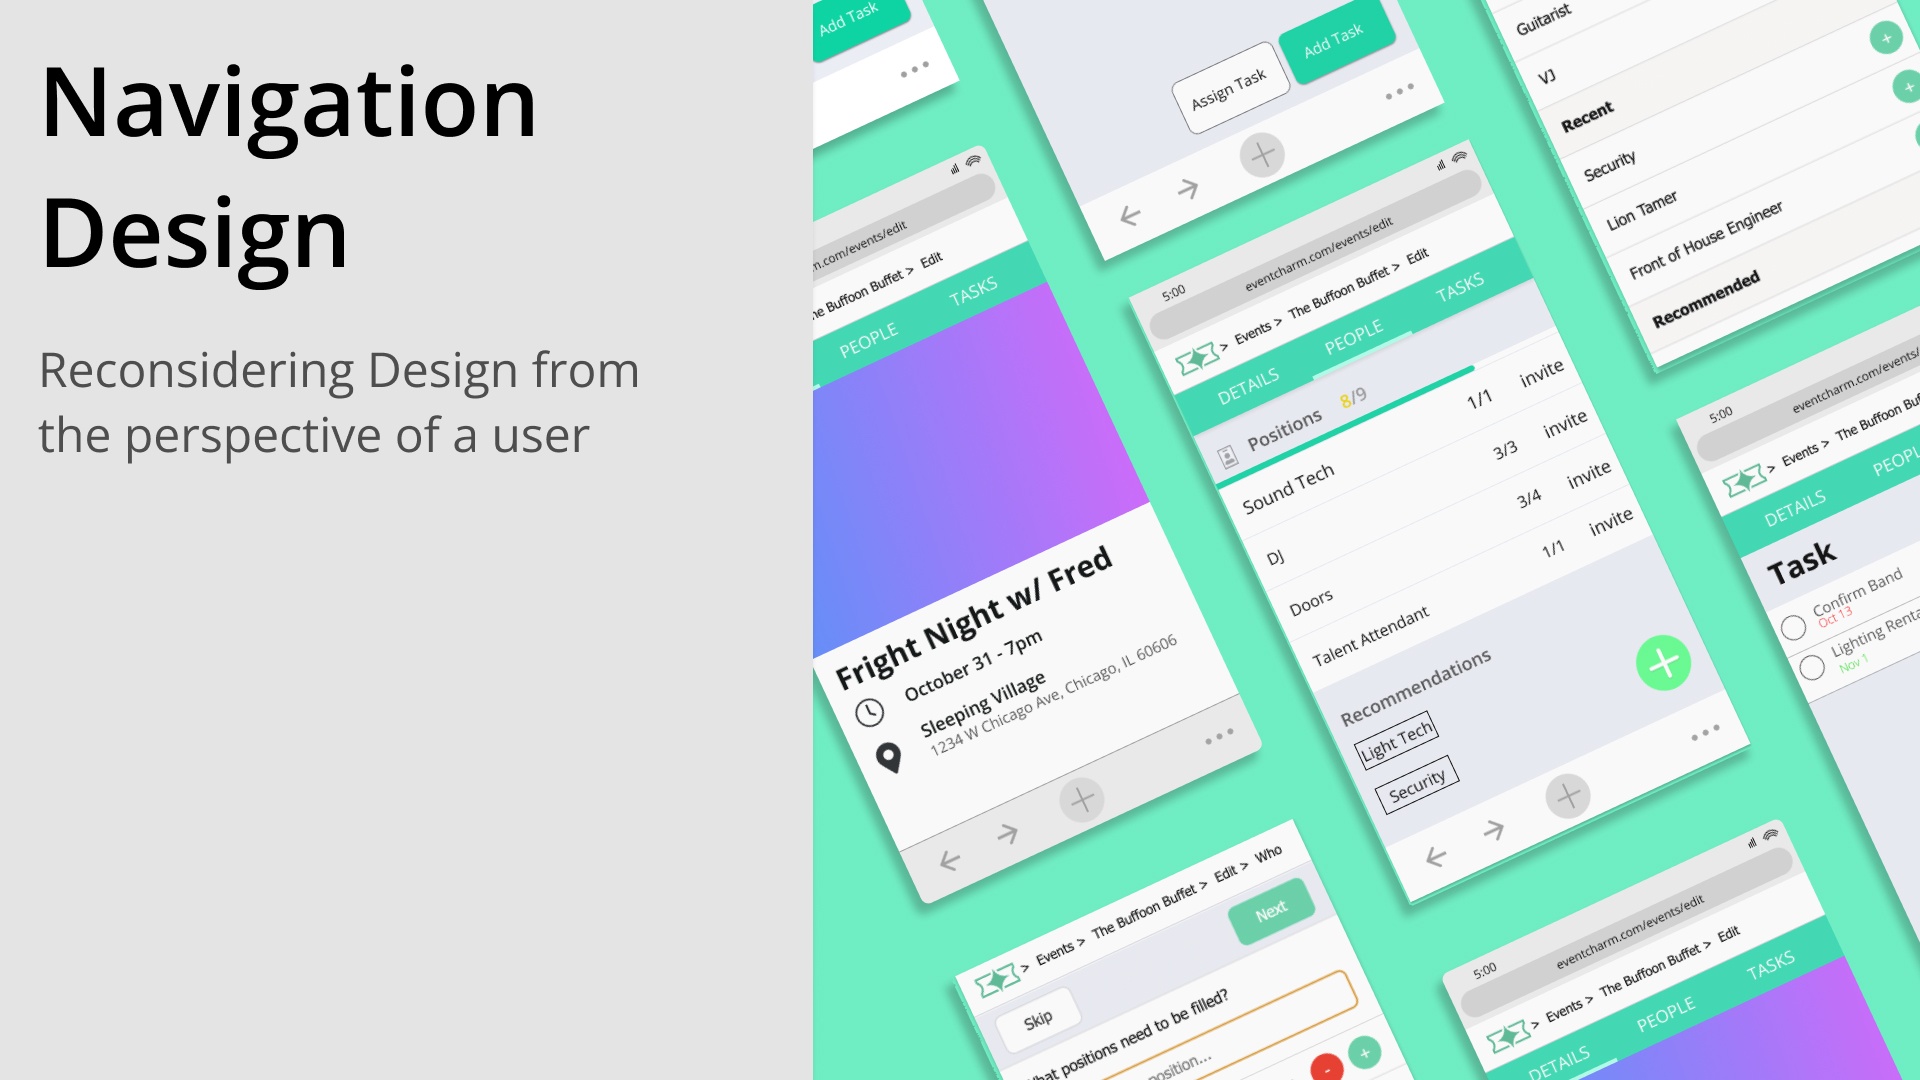 Navigation
Design
Reconsidering Design from
the perspective of a user
Add Task
.com/events/edit
The Buffoon Buffet > Edit
PEOPLE TASKS
Fright Night w/ Fred
October 31 - 7pm
Sleeping Village
1234 W Chicago Ave, Chicago, IL 60606
Assign Task Add Task
5:00
eventcharm.com/events/edit
> Events > The Buffoon Buffet > Edit
DETAILS PEOPLE TASKS
Positions 8/9
Sound Tech 1/1 invite
DJ 3/3 invite
Doors 3/4 invite
Talent Attendant 1/1 invite
Recommendations
Light Tech
Security
> Events > The Buffoon Buffet > Edit > Who
Skip Next
What positions need to be filled?
position...
-
+
Guitarist
VJ
+
Recent
+
Security
Lion Tamer
Front of House Engineer
Recommended
5:00
eventcharm.com/events/
> Events > The Buffoon Buf
DETAILS PEOPL
Task
Confirm Band
Oct 13
Lighting Renta
Nov 1
5:00
eventcharm.com/events/edit
> Events > The Buffoon Buffet > Edit
DETAILS PEOPLE TASKS